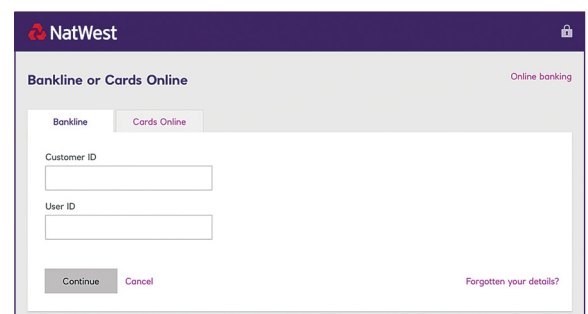 NatWest
Bankline or Cards Online
Online banking
Bankline
Cards Online
Customer ID
User ID
Continue
Cancel
Forgotten your details?